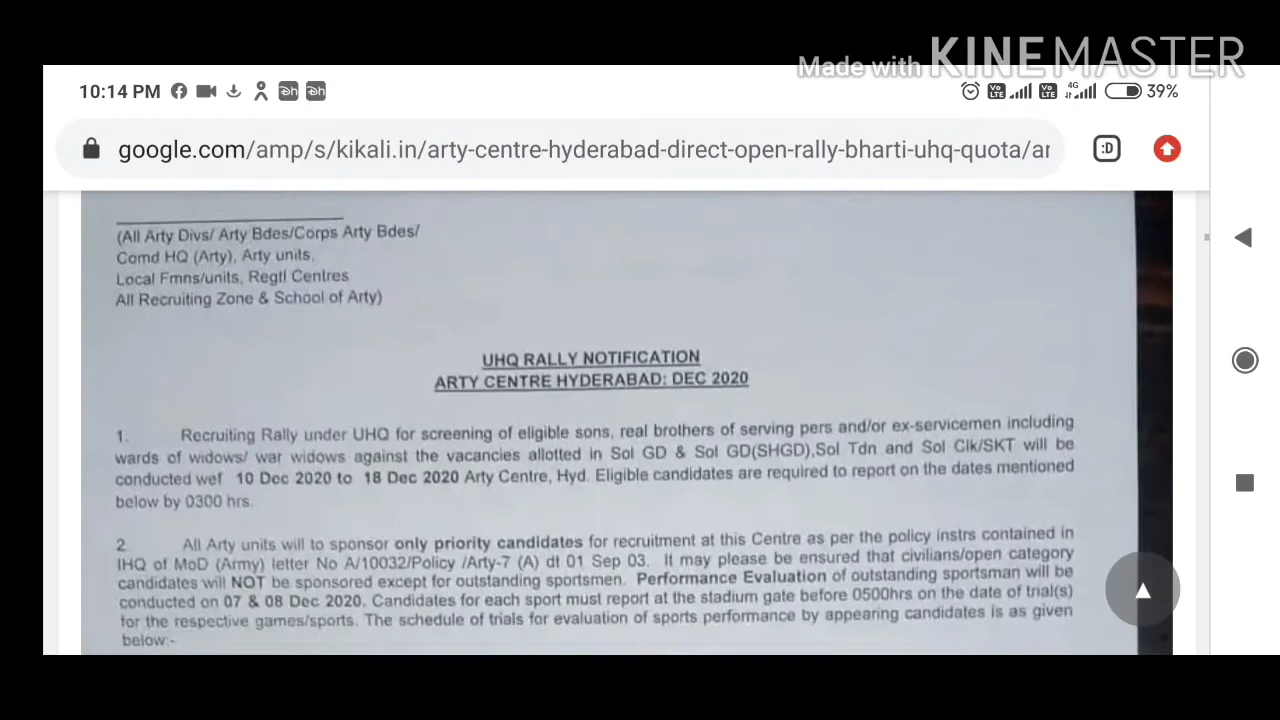 Made with KINEMASTER
10:14 PM
39%
google.com/amp/s/kikali.in/arty-centre-hyderabad-direct-open-rally-bharti-uhq-quota/ar
:D
(All Arty Divs/ Arty Bdes/Corps Arty Bdes/
Comd HQ (Arty), Arty units,
Local Fmns/units, Regtl Centres
All Recruiting Zone & School of Arty)
UHQ RALLY NOTIFICATION
ARTY CENTRE HYDERABAD: DEC 2020
1. Recruiting Rally under UHQ for screening of eligible sons, real brothers of serving pers and/or ex-servicemen including
wards of widows/ war widows against the vacancies allotted in Sol GD & Sol GD(SHGD),Sol Tdn and Sol Clk/SKT will be
conducted wef 10 Dec 2020 to 18 Dec 2020 Arty Centre, Hyd. Eligible candidates are required to report on the dates mentioned
below by 0300 hrs.
2. All Arty units will to sponsor only priority candidates for recruitment at this Centre as per the policy instrs contained in
IHQ of MoD (Army) letter No A/10032/Policy /Arty-7 (A) dt 01 Sep 03. It may please be ensured that civilians/open category
candidates will NOT be sponsored except for outstanding sportsmen. Performance Evaluation of outstanding sportsman will be
conducted on 07 & 08 Dec 2020. Candidates for each sport must report at the stadium gate before 0500hrs on the date of trial(s)
for the respective games/sports. The schedule of trials for evaluation of sports performance by appearing candidates is as given
below:-